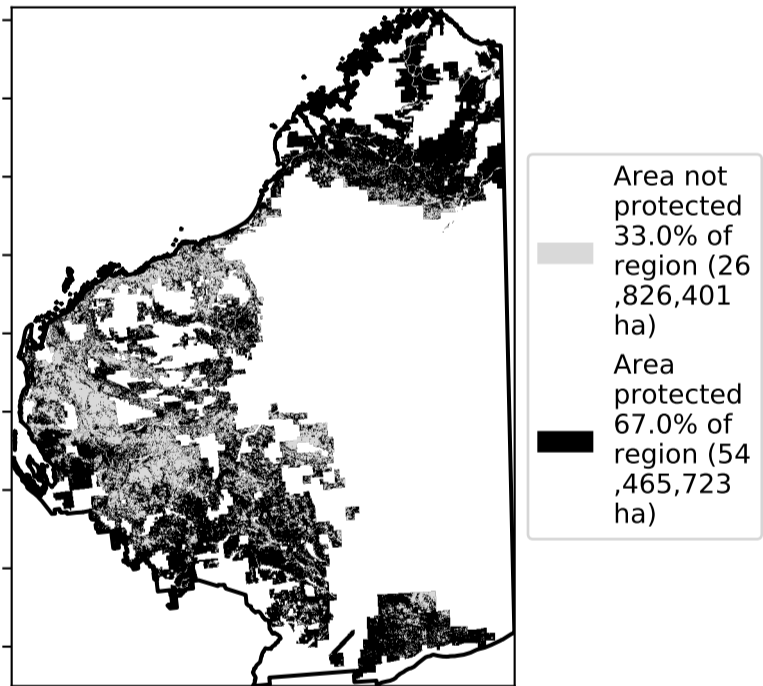 Area not
protected
33.0% of
region (26
,826,401
ha)
Area
protected
67.0% of
region (54
,465,723
ha)